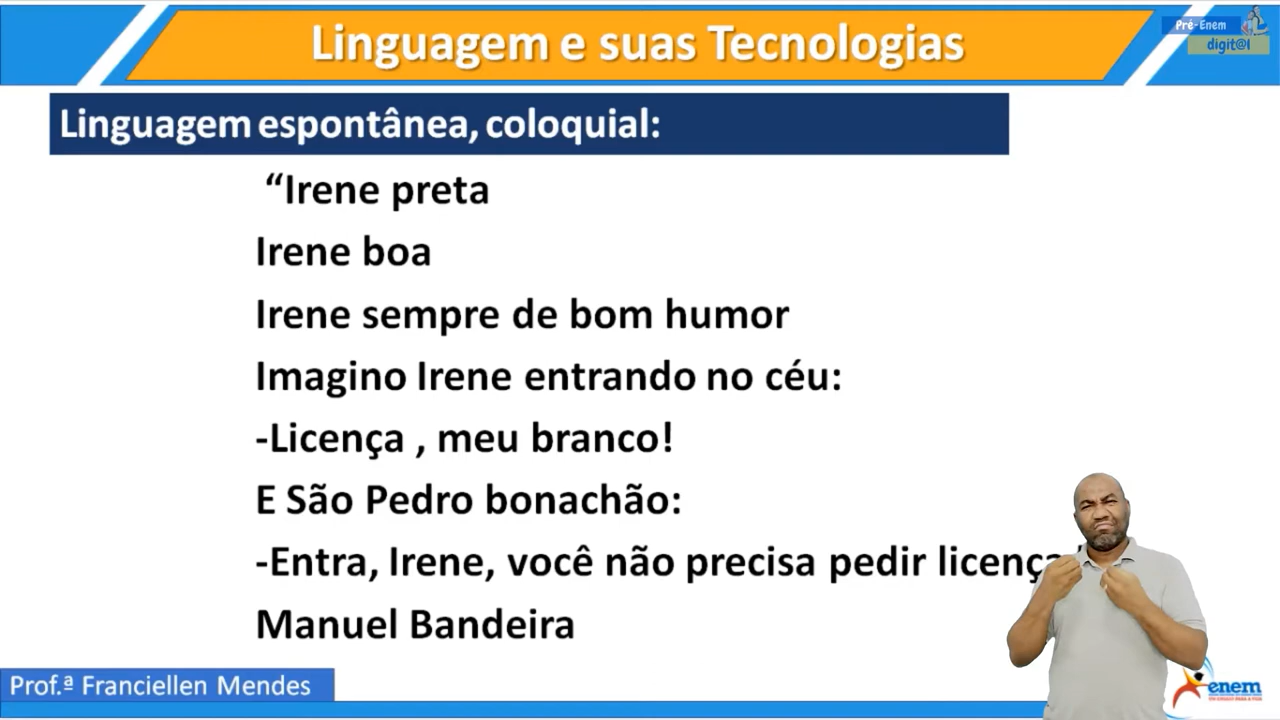 Linguagem e suas Tecnologias
Pré-Enem
digit@l
Linguagem espontânea, coloquial:
“Irene preta
Irene boa
Irene sempre de bom humor
Imagino Irene entrando no céu:
-Licença , meu branco!
E São Pedro bonachão:
-Entra, Irene, você não precisa pedir licença
Manuel Bandeira
Prof.ª Franciellen Mendes
enem